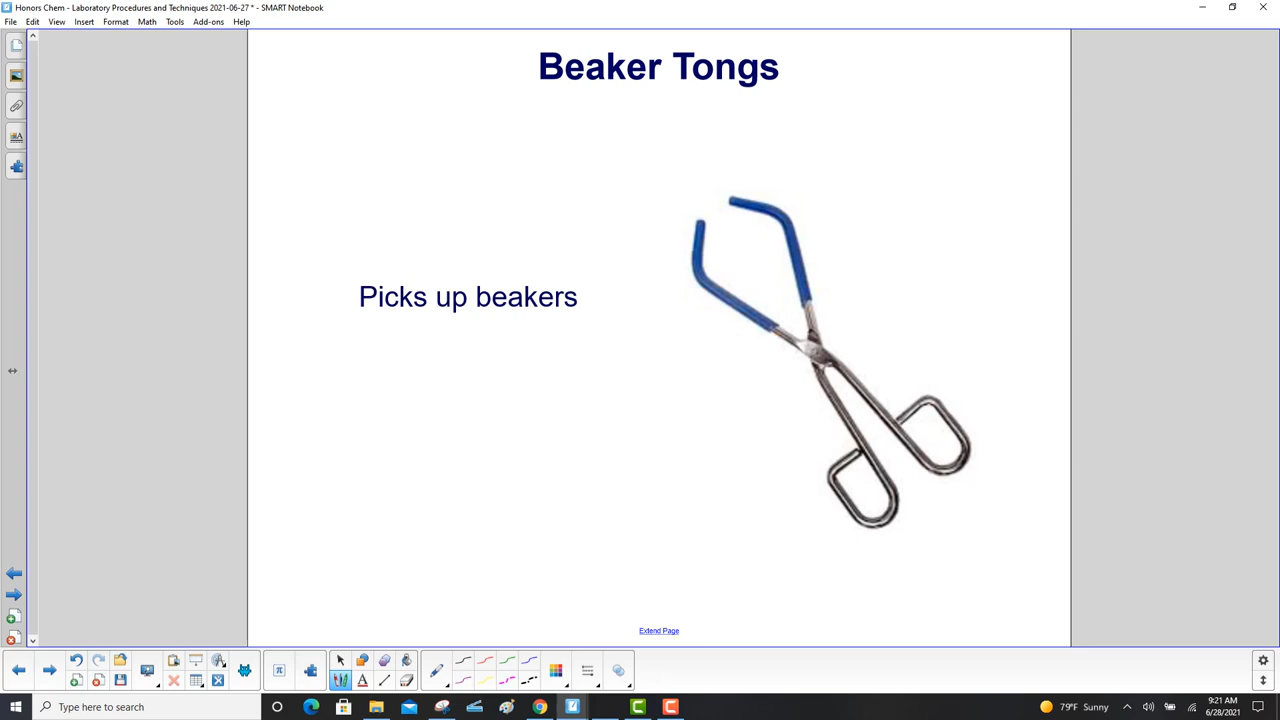 Honors Chem - Laboratory Procedures and Techniques 2021-06-27 * - SMART Notebook
File Edit View Insert Format Math Tools Add-ons Help
Beaker Tongs
Picks up beakers
Extend Page
Type here to search
79°F Sunny
9:21 AM
6/28/2021